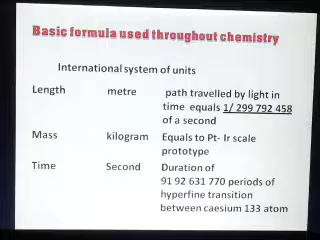 Basic formula used throughout chemistry
International system of units
Length metre path travelled by light in
time equals 1/ 299 792 458
of a second
Mass kilogram Equals to Pt- Ir scale
prototype
Time Second Duration of
91 92 631 770 periods of
hyperfine transition
between caesium 133 atom